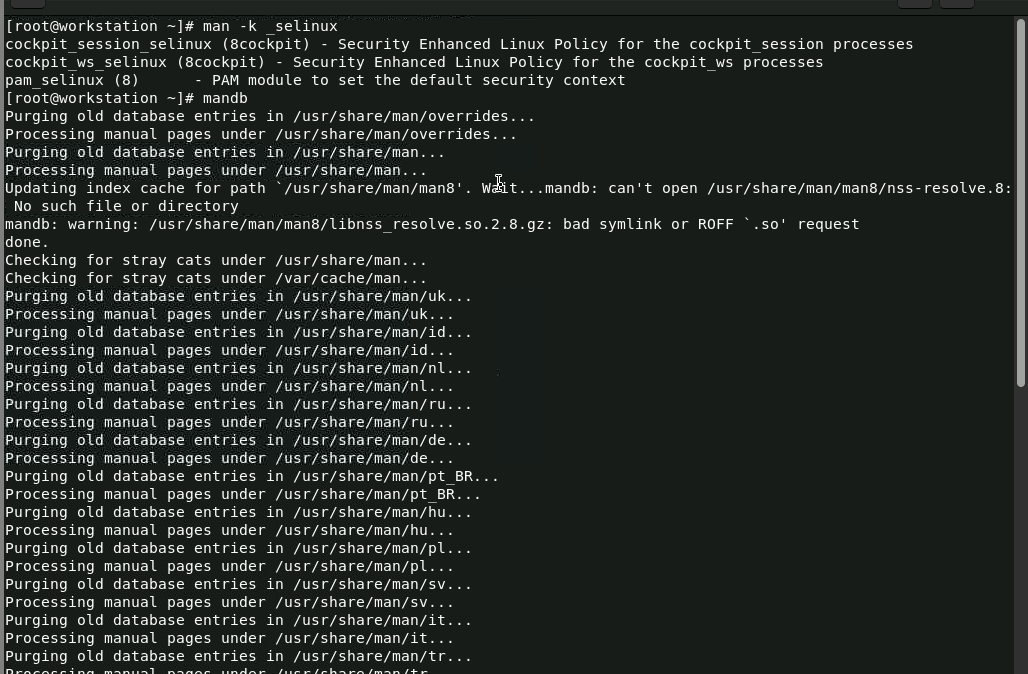 [root@workstation ~]# man -k _selinux
cockpit_session_selinux (8cockpit) - Security Enhanced Linux Policy for the cockpit_session processes
cockpit_ws_selinux (8cockpit) - Security Enhanced Linux Policy for the cockpit_ws processes
pam_selinux (8)      - PAM module to set the default security context
[root@workstation ~]# mandb
Purging old database entries in /usr/share/man/overrides...
Processing manual pages under /usr/share/man/overrides...
Purging old database entries in /usr/share/man...
Processing manual pages under /usr/share/man...
Updating index cache for path `/usr/share/man/man8'. Wait...mandb: can't open /usr/share/man/man8/nss-resolve.8:
 No such file or directory
mandb: warning: /usr/share/man/man8/libnss_resolve.so.2.8.gz: bad symlink or ROFF `.so' request
done.
Checking for stray cats under /usr/share/man...
Checking for stray cats under /var/cache/man...
Purging old database entries in /usr/share/man/uk...
Processing manual pages under /usr/share/man/uk...
Purging old database entries in /usr/share/man/id...
Processing manual pages under /usr/share/man/id...
Purging old database entries in /usr/share/man/nl...
Processing manual pages under /usr/share/man/nl...
Purging old database entries in /usr/share/man/ru...
Processing manual pages under /usr/share/man/ru...
Purging old database entries in /usr/share/man/de...
Processing manual pages under /usr/share/man/de...
Purging old database entries in /usr/share/man/pt_BR...
Processing manual pages under /usr/share/man/pt_BR...
Purging old database entries in /usr/share/man/hu...
Processing manual pages under /usr/share/man/hu...
Purging old database entries in /usr/share/man/pl...
Processing manual pages under /usr/share/man/pl...
Purging old database entries in /usr/share/man/sv...
Processing manual pages under /usr/share/man/sv...
Purging old database entries in /usr/share/man/it...
Processing manual pages under /usr/share/man/it...
Purging old database entries in /usr/share/man/tr...
Processing manual pages under /usr/share/man/tr